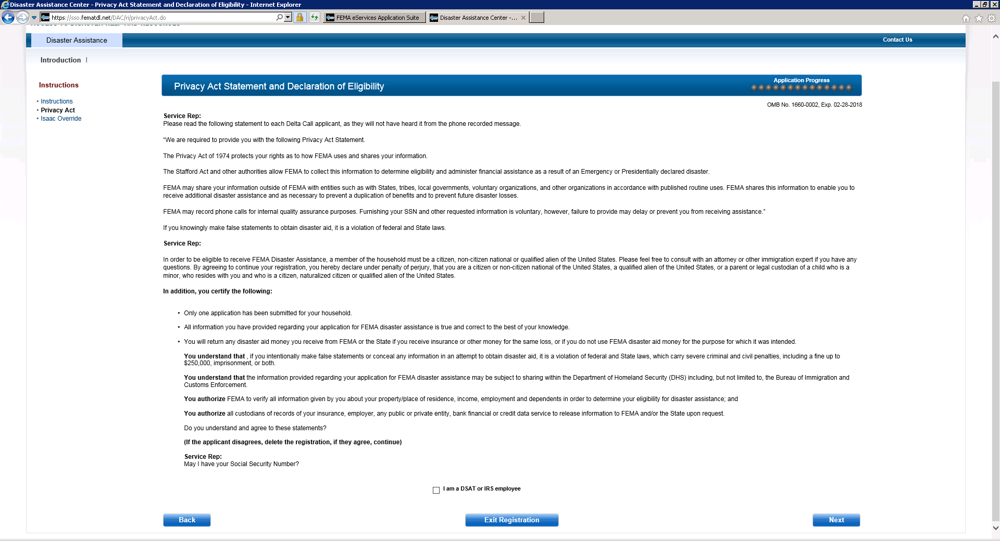 Disaster Assistance Center - Privacy Act Statement and Declaration of Eligibility - Internet Explorer
https://sso.fematdl.net/DAC/ri/privacyAct.do
FEMA eServices Application Suite
Disaster Assistance Center -...
Disaster Assistance
Contact Us
Introduction |
Instructions
• Instructions
• Privacy Act
• Isaac Override
Privacy Act Statement and Declaration of Eligibility
Application Progress
OMB No. 1660-0002, Exp. 02-28-2018
Service Rep:
Please read the following statement to each Delta Call applicant, as they will not have heard it from the phone recorded message.
“We are required to provide you with the following Privacy Act Statement.
The Privacy Act of 1974 protects your rights as to how FEMA uses and shares your information.
The Stafford Act and other authorities allow FEMA to collect this information to determine eligibility and administer financial assistance as a result of an Emergency or Presidentially declared disaster.
FEMA may share your information outside of FEMA with entities such as with States, tribes, local governments, voluntary organizations, and other organizations in accordance with published routine uses. FEMA shares this information to enable you to
receive additional disaster assistance and as necessary to prevent a duplication of benefits and to prevent future disaster losses.
FEMA may record phone calls for internal quality assurance purposes. Furnishing your SSN and other requested information is voluntary, however, failure to provide may delay or prevent you from receiving assistance.”
If you knowingly make false statements to obtain disaster aid, it is a violation of federal and State laws.
Service Rep:
In order to be eligible to receive FEMA Disaster Assistance, a member of the household must be a citizen, non-citizen national or qualified alien of the United States. Please feel free to consult with an attorney or other immigration expert if you have any
questions. By agreeing to continue your registration, you hereby declare under penalty of perjury, that you are a citizen or non-citizen national of the United States, a qualified alien of the United States, or a parent or legal custodian of a child who is a
minor, who resides with you and who is a citizen, naturalized citizen or qualified alien of the United States.
In addition, you certify the following:
• Only one application has been submitted for your household.
• All information you have provided regarding your application for FEMA disaster assistance is true and correct to the best of your knowledge.
• You will return any disaster aid money you receive from FEMA or the State if you receive insurance or other money for the same loss, or if you do not use FEMA disaster aid money for the purpose for which it was intended.
You understand that , if you intentionally make false statements or conceal any information in an attempt to obtain disaster aid, it is a violation of federal and State laws, which carry severe criminal and civil penalties, including a fine up to
$250,000, imprisonment, or both.
You understand that the information provided regarding your application for FEMA disaster assistance may be subject to sharing within the Department of Homeland Security (DHS) including, but not limited to, the Bureau of Immigration and
Customs Enforcement.
You authorize FEMA to verify all information given by you about your property/place of residence, income, employment and dependents in order to determine your eligibility for disaster assistance; and
You authorize all custodians of records of your insurance, employer, any public or private entity, bank financial or credit data service to release information to FEMA and/or the State upon request.
Do you understand and agree to these statements?
(If the applicant disagrees, delete the registration, if they agree, continue)
Service Rep:
May I have your Social Security Number?
I am a DSAT or IRS employee
Back
Exit Registration
Next